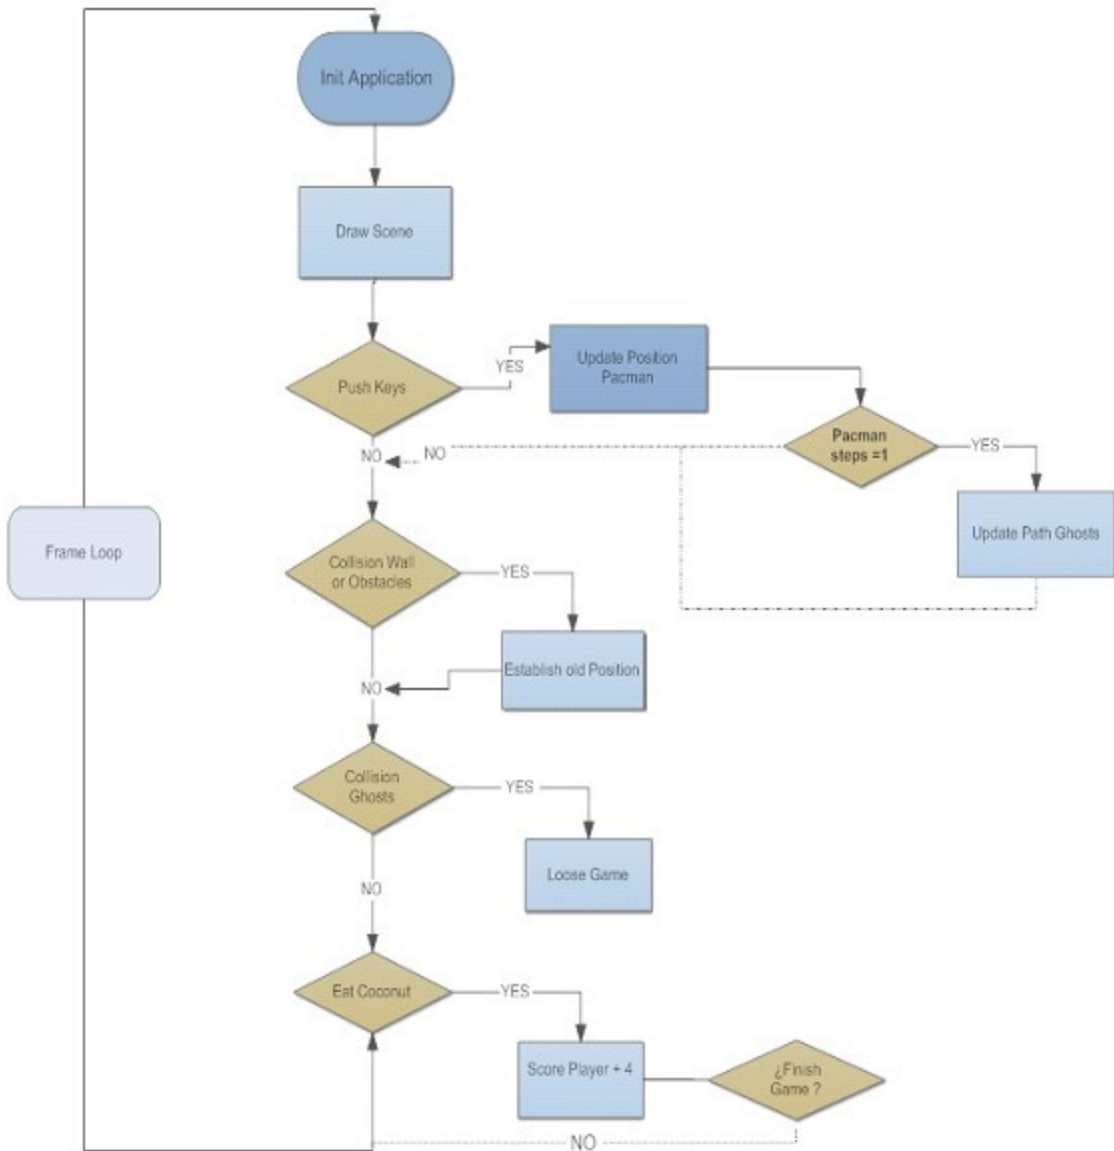 Init Application
Draw Scene
Push Keys
YES
Update Position
Pacman
Pacman
steps =1
YES
Update Path Ghosts
NO
NO
Frame Loop
Collision Wall
or Obstacles
YES
Establish old Position
NO
Collision
Ghosts
YES
Loose Game
NO
Eat Coconut
YES
Score Player + 4
¿Finish
Game ?
NO